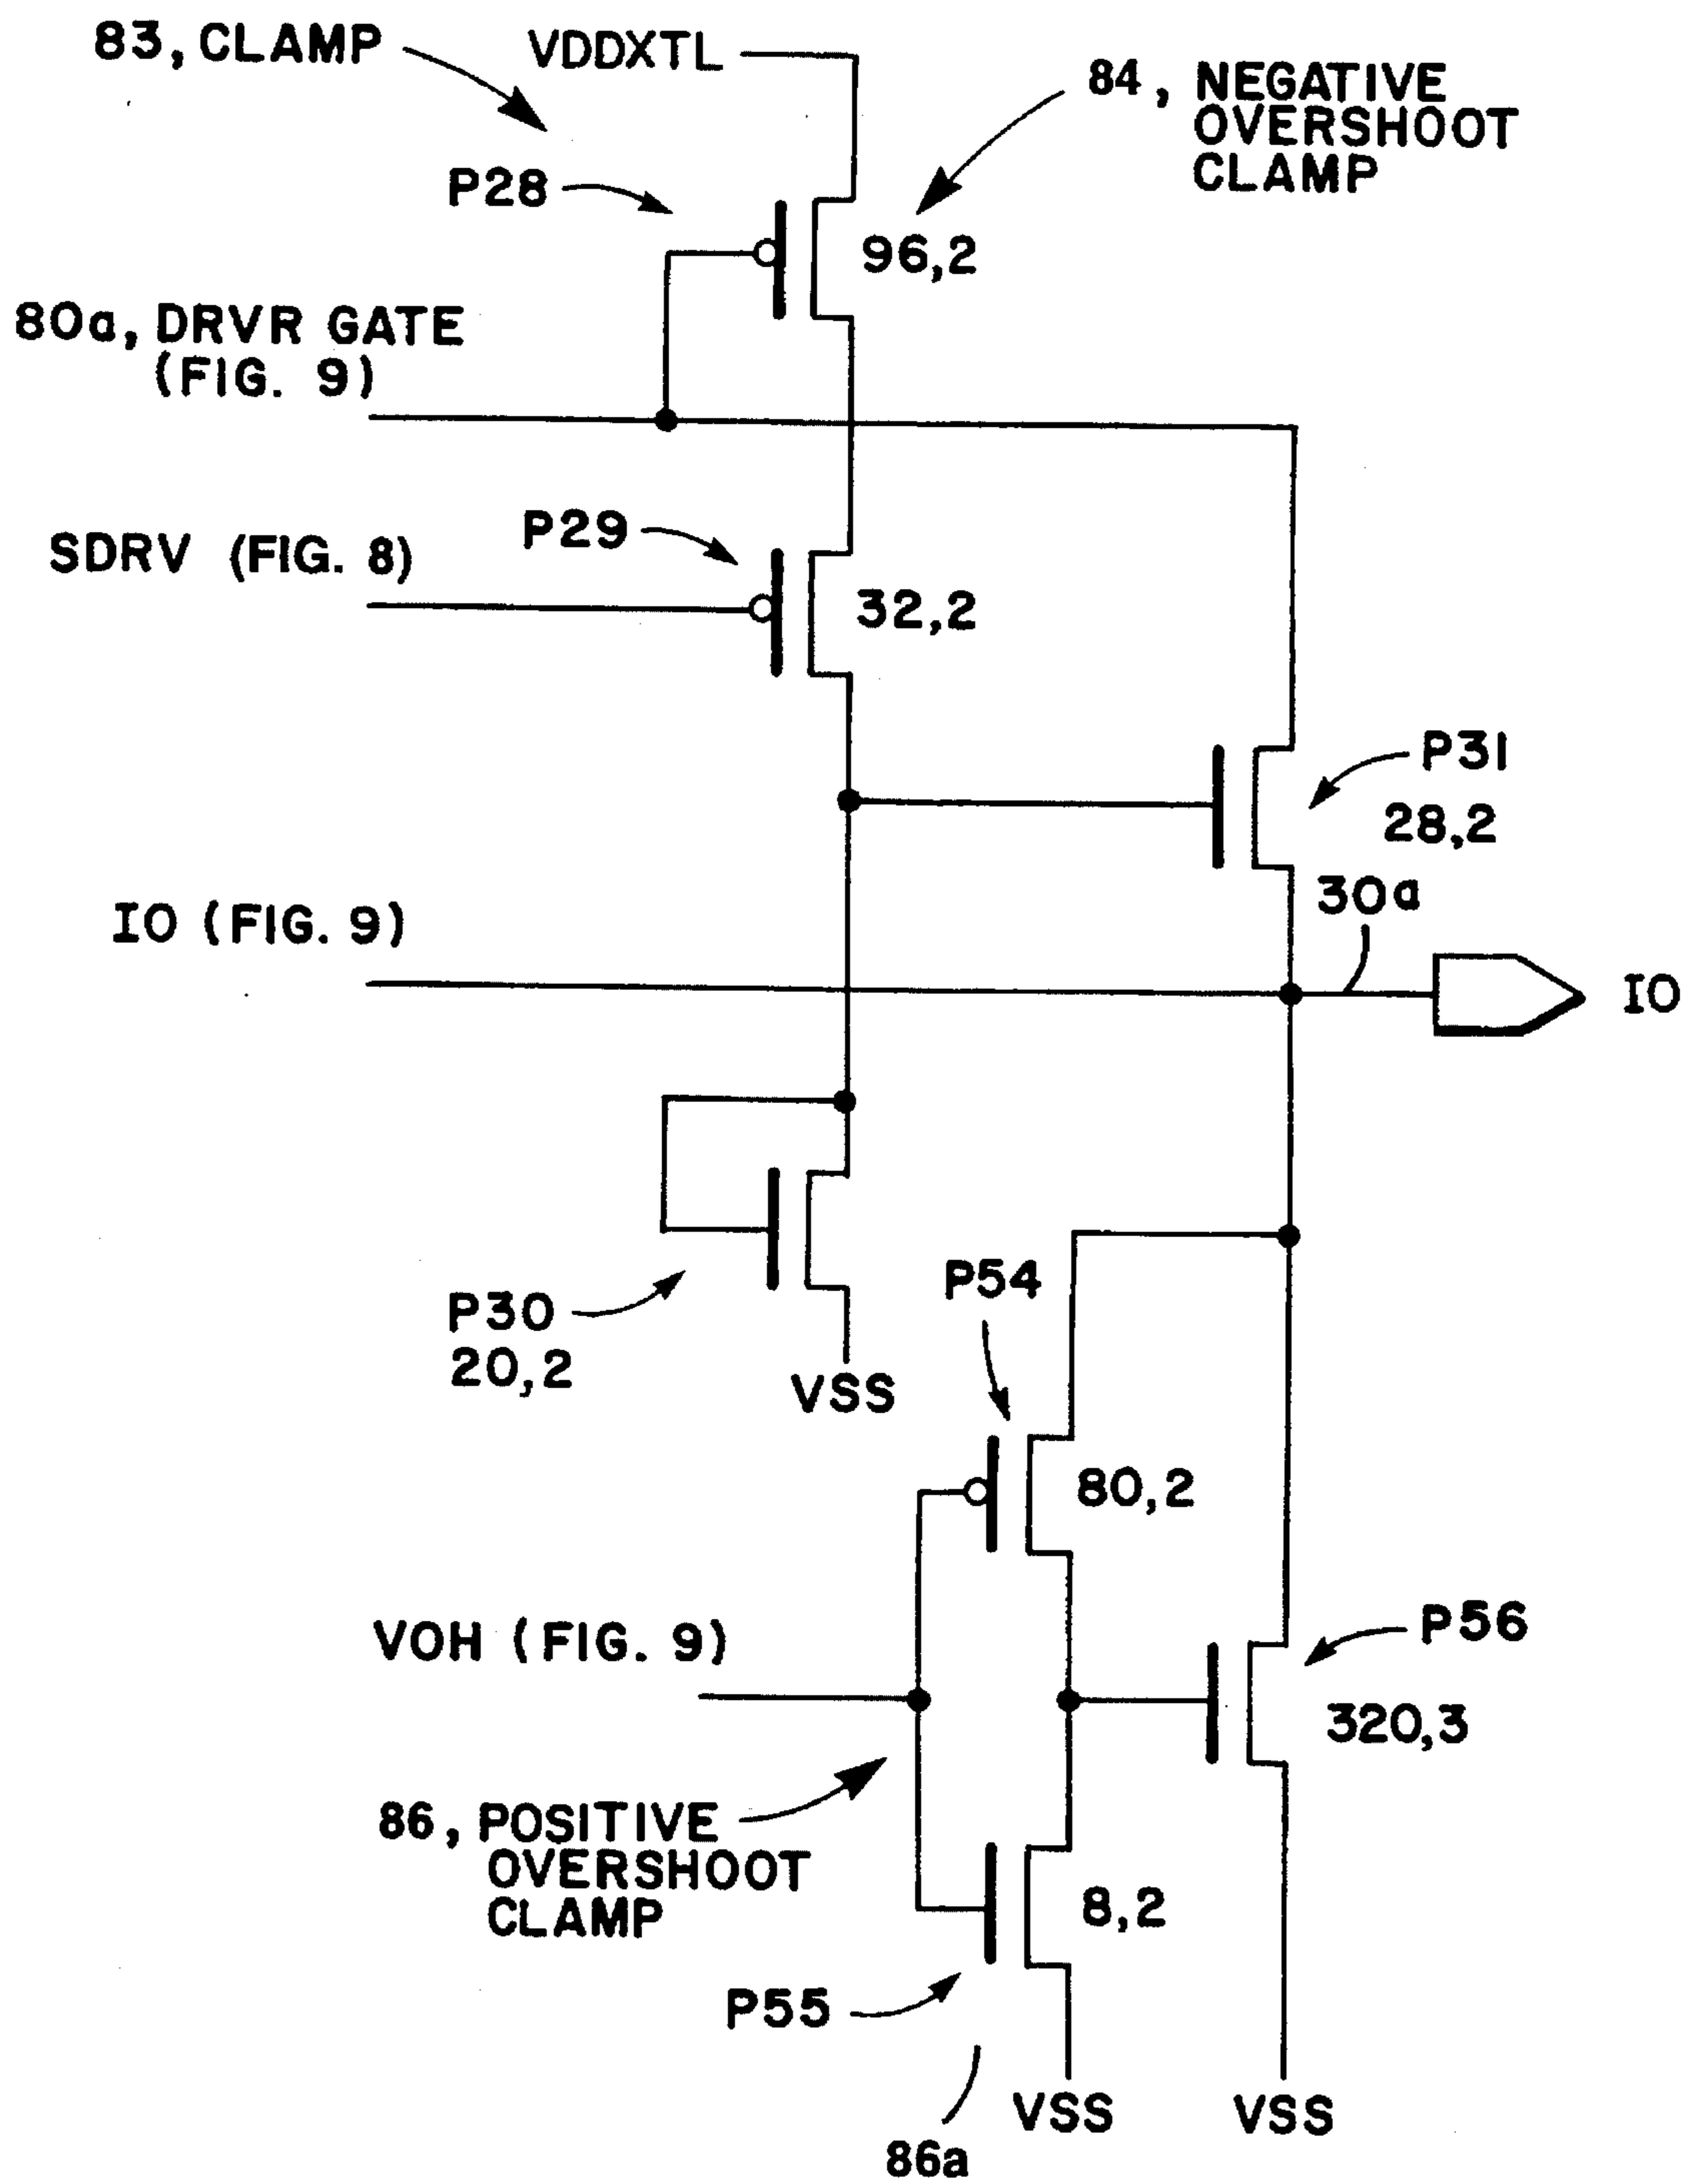 83, CLAMP
VDDXTL
84, NEGATIVE
OVERSHOOT
CLAMP
P28
96,2
80a, DRVR GATE
(FIG. 9)
P29
SDRV (FIG. 8)
32,2
P31
28,2
30a
IO (FIG. 9)
IO
P54
P30
20,2
VSS
80,2
VOH (FIG. 9)
P56
320,3
86, POSITIVE
OVERSHOOT
CLAMP
8,2
P55
VSS
VSS
86a